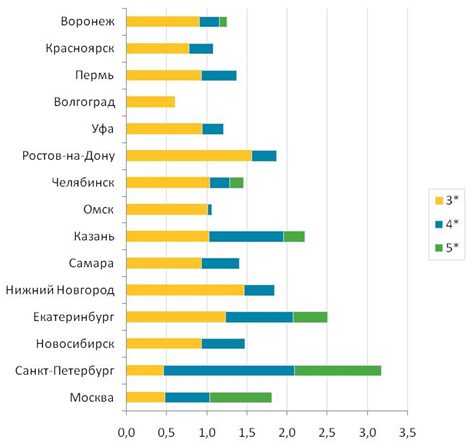 Воронеж
Красноярск
Пермь
Волгоград
Уфа
Ростов-на-Дону
Челябинск
Омск
Казань
Самара
Нижний Новгород
Екатеринбург
Новосибирск
Санкт-Петербург
Москва
0,0 0,5 1,0 1,5 2,0 2,5 3,0 3,5
3*
4*
5*